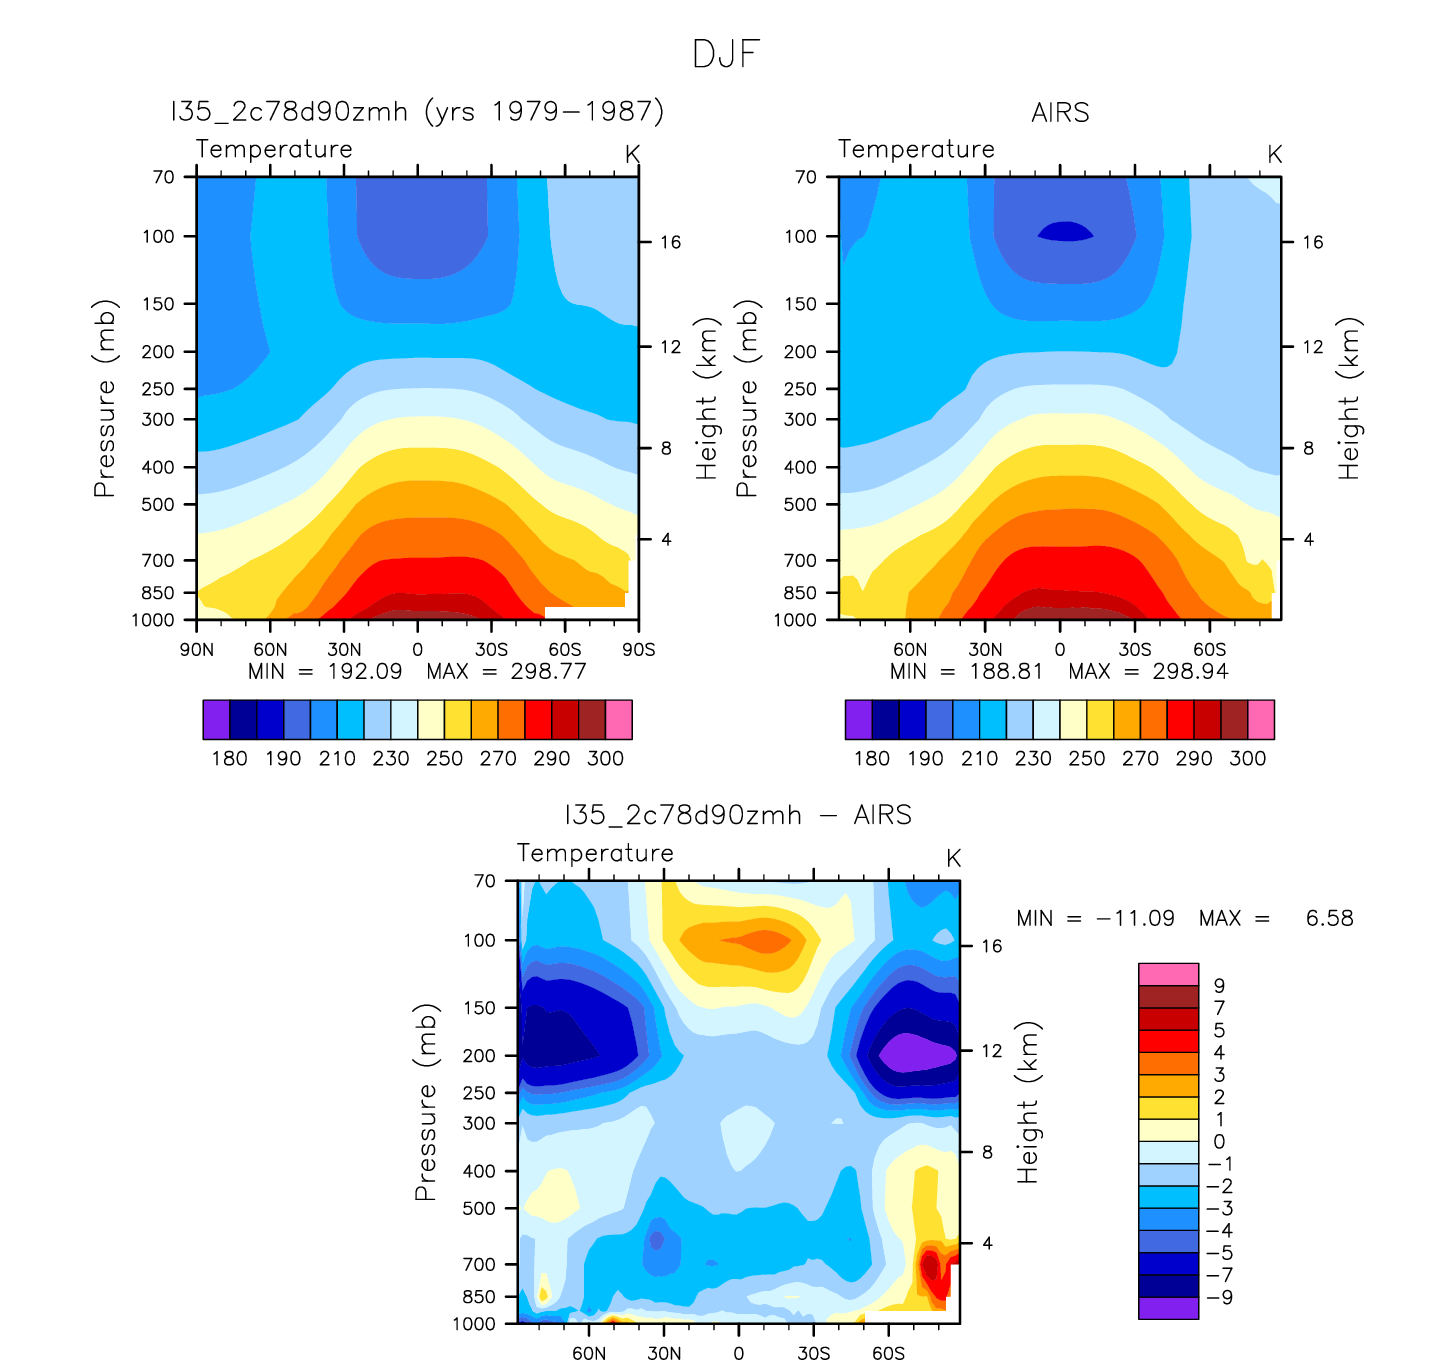 DJF
I35_2c78d90zmh (yrs 1979-1987)
Temperature K
70
100
150
200
250
300
400
500
700
850
1000
Pressure (mb)
16
12
8
4
Height (km)
90N 60N 30N 0 30S 60S 90S
MIN = 192.09 MAX = 298.77
180 190 210 230 250 270 290 300
AIRS
Temperature K
70
100
150
200
250
300
400
500
700
850
1000
Pressure (mb)
16
12
8
4
Height (km)
60N 30N 0 30S 60S
MIN = 188.81 MAX = 298.94
180 190 210 230 250 270 290 300
I35_2c78d90zmh - AIRS
Temperature K
70
100
150
200
250
300
400
500
700
850
1000
Pressure (mb)
16
12
8
4
Height (km)
60N 30N 0 30S 60S
MIN = -11.09 MAX = 6.58
9
7
5
4
3
2
1
0
-1
-2
-3
-4
-5
-7
-9